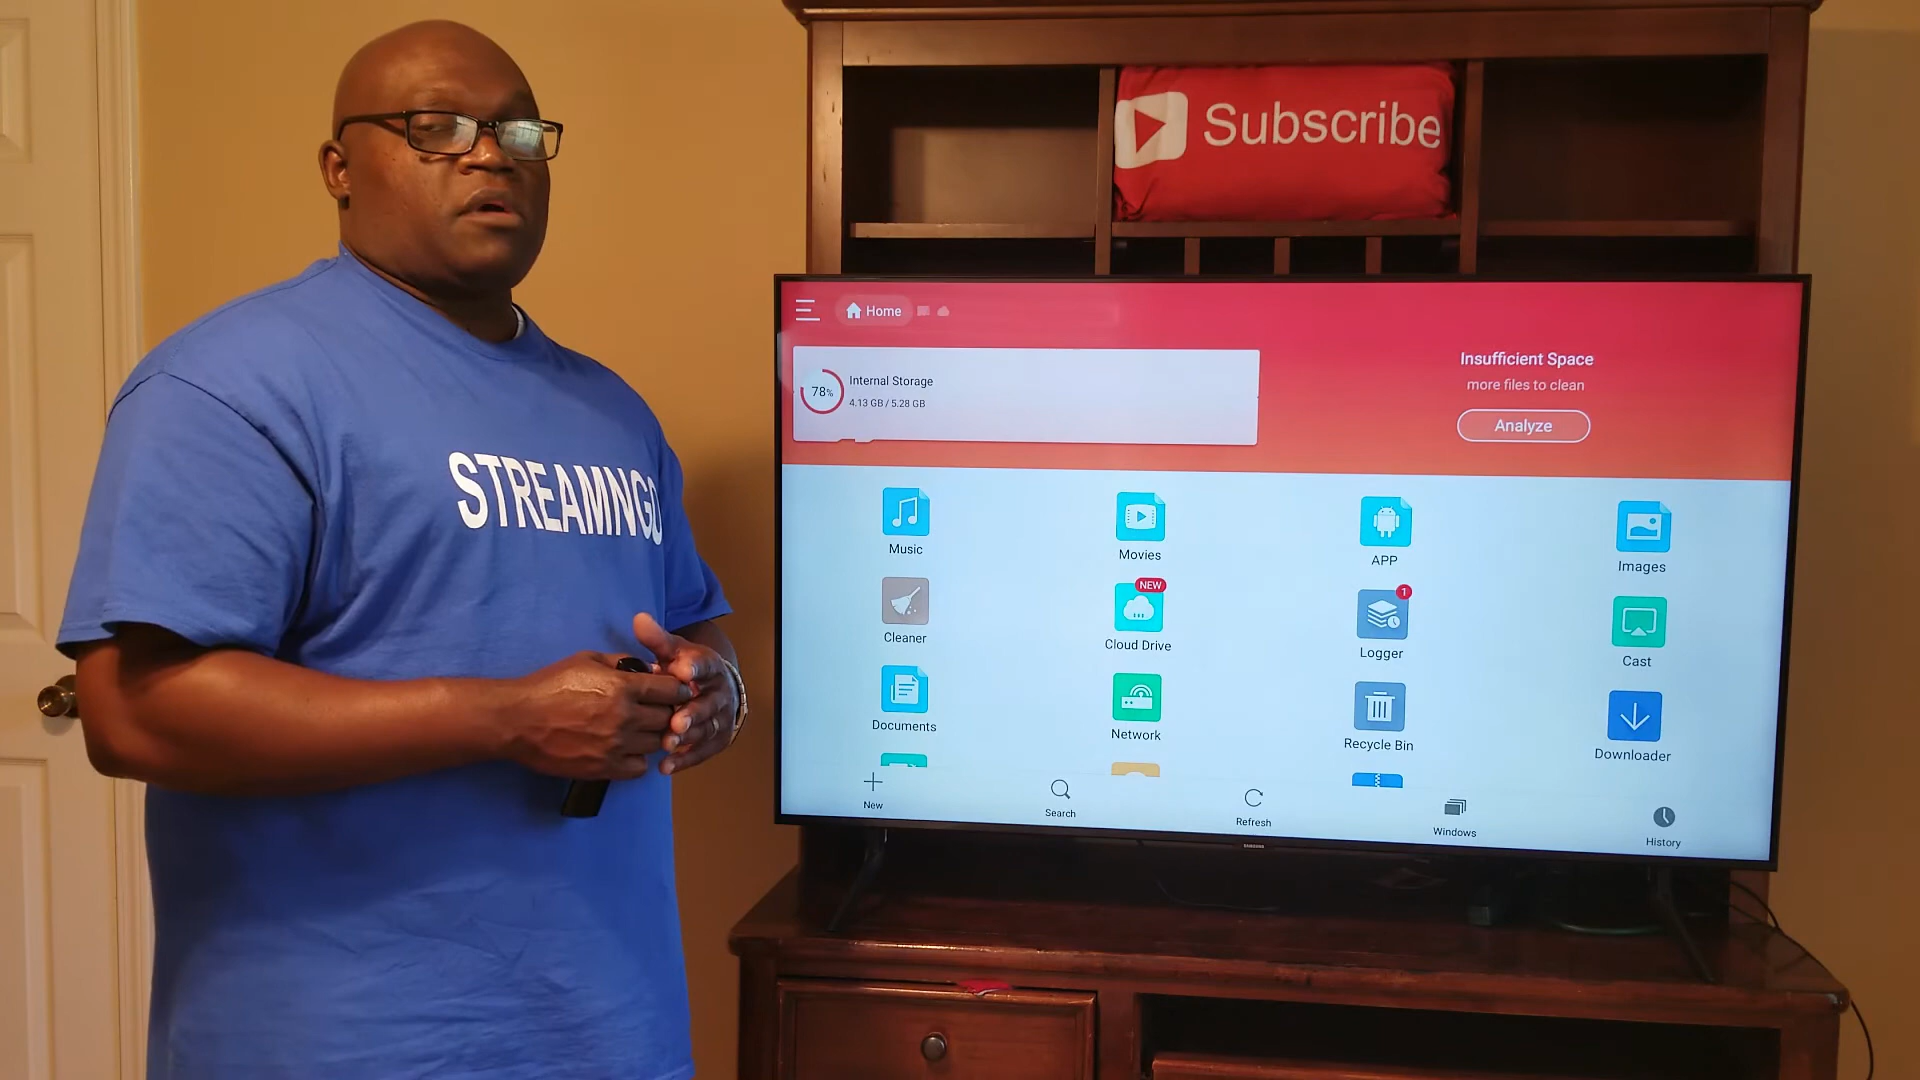 Subscribe
STREAMNGO
Home
78%
Internal Storage
4.13 GB / 5.28 GB
Insufficient Space
more files to clean
Analyze
Music
Movies
APP
Images
Cleaner
NEW
Cloud Drive
1
Logger
Cast
Documents
Network
Recycle Bin
Downloader
New
Search
Refresh
Windows
History
SAMSUNG